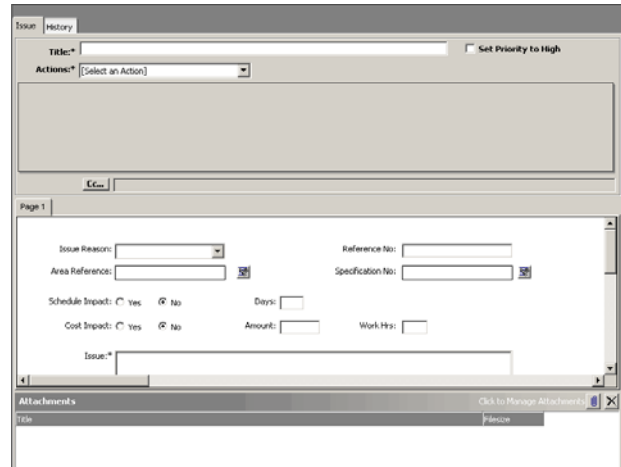 Issue History
Title:* Set Priority to High
Actions:* [Select an Action]
Cc...
Page 1
Issue Reason: Reference No:
Area Reference: Specification No:
Schedule Impact: Yes No Days:
Cost Impact: Yes No Amount: Work Hrs:
Issue:*
Attachments Click to Manage Attachments
Title Filesize